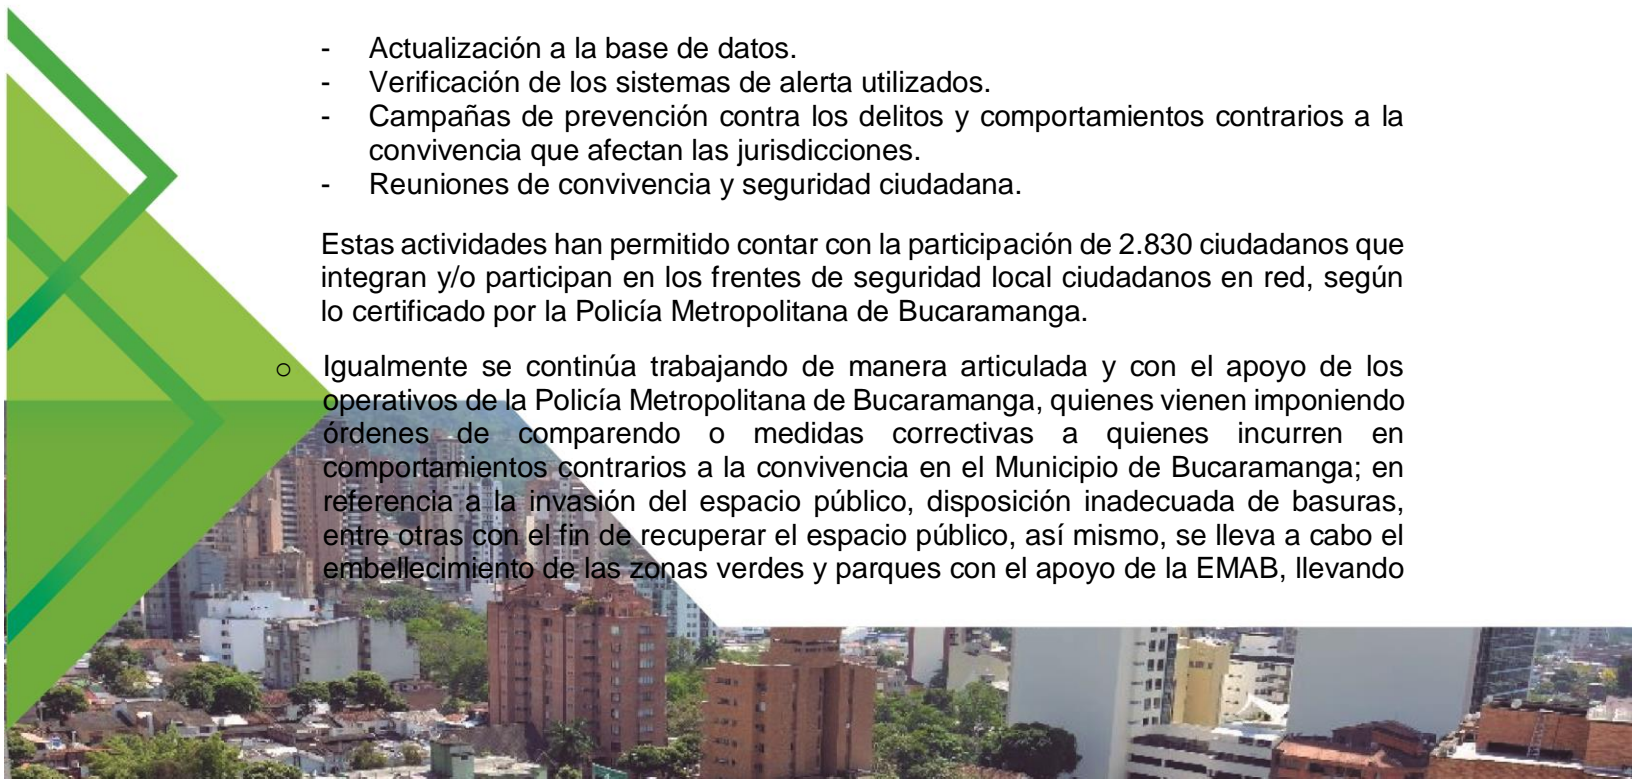 - Actualización a la base de datos.
- Verificación de los sistemas de alerta utilizados.
- Campañas de prevención contra los delitos y comportamientos contrarios a la
convivencia que afectan las jurisdicciones.
- Reuniones de convivencia y seguridad ciudadana.
Estas actividades han permitido contar con la participación de 2.830 ciudadanos que
integran y/o participan en los frentes de seguridad local ciudadanos en red, según
lo certificado por la Policía Metropolitana de Bucaramanga.
o Igualmente se continúa trabajando de manera articulada y con el apoyo de los
operativos de la Policía Metropolitana de Bucaramanga, quienes vienen imponiendo
órdenes de comparendo o medidas correctivas a quienes incurren en
comportamientos contrarios a la convivencia en el Municipio de Bucaramanga; en
referencia a la invasión del espacio público, disposición inadecuada de basuras,
entre otras con el fin de recuperar el espacio público, así mismo, se lleva a cabo el
embellecimiento de las zonas verdes y parques con el apoyo de la EMAB, llevando